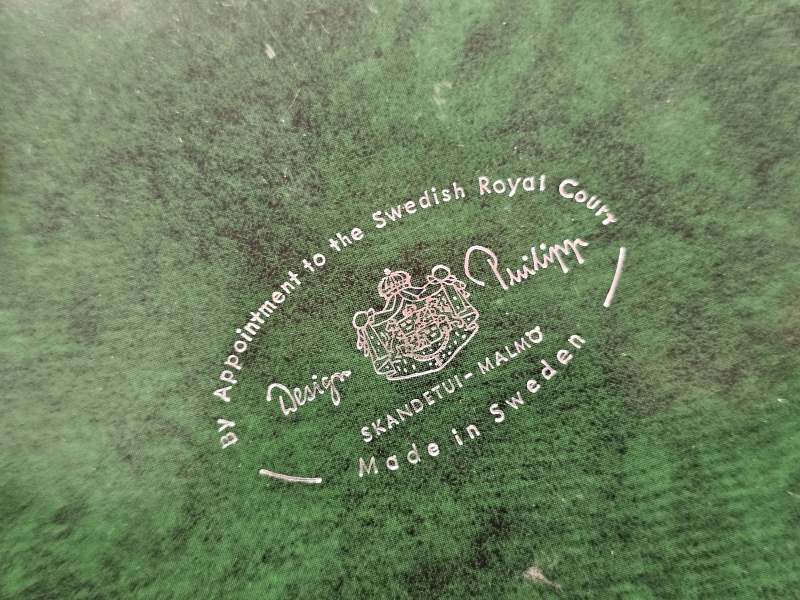 By Appointment to the Swedish Royal Court
Design Philipp
SKANDETUI-MALMÖ
Made in Sweden